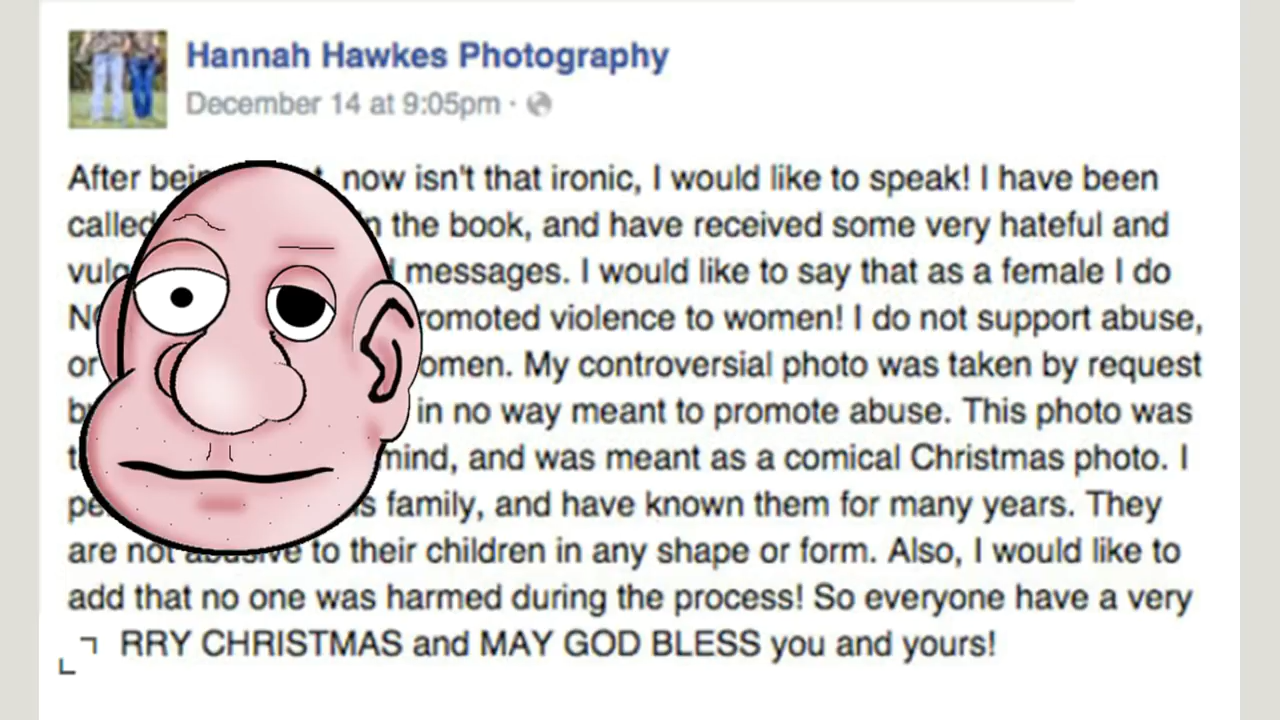 Hannah Hawkes Photography
December 14 at 9:05pm ·
After now isn't that ironic, I would like to speak! I have been
called the book, and have received some very hateful and
messages. I would like to say that as a female I do
violence to women! I do not support abuse,
or My controversial photo was taken by request
in no way meant to promote abuse. This photo was
and was meant as a comical Christmas photo. I
family, and have known them for many years. They
are not to their children in any shape or form. Also, I would like to
add that no one was harmed during the process! So everyone have a very
RRY CHRISTMAS and MAY GOD BLESS you and yours!